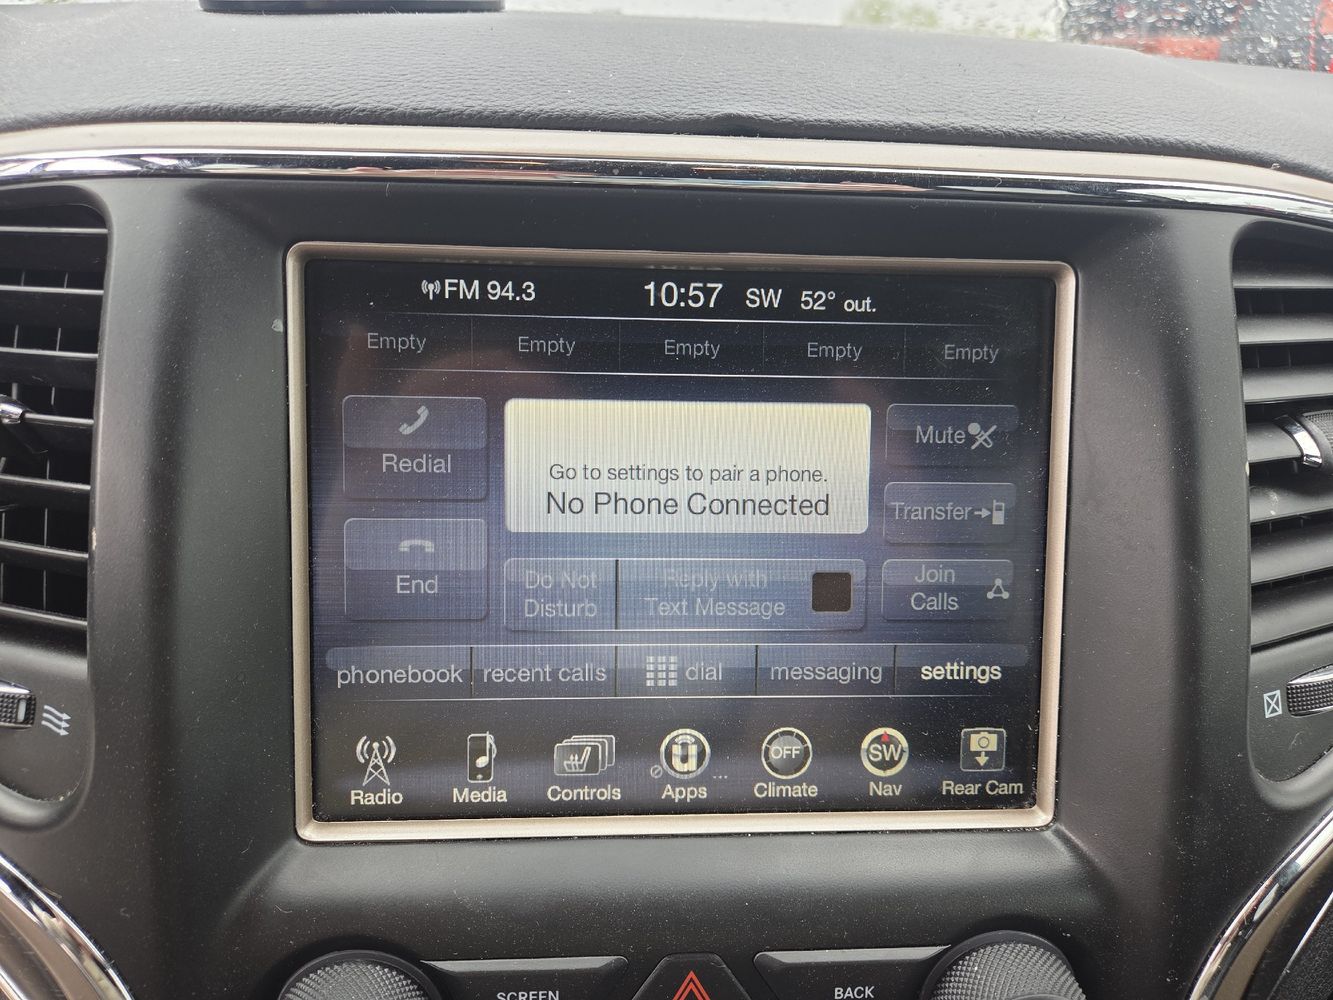 FM 94.3 10:57 SW 52° out.
Empty Empty Empty Empty Empty
Redial
Go to settings to pair a phone.
No Phone Connected
Mute
Transfer
End
Do Not
Disturb
Reply with
Text Message
Join
Calls
phonebook recent calls dial messaging settings
OFF
SW
Radio Media Controls Apps Climate Nav Rear Cam
SCREEN
BACK